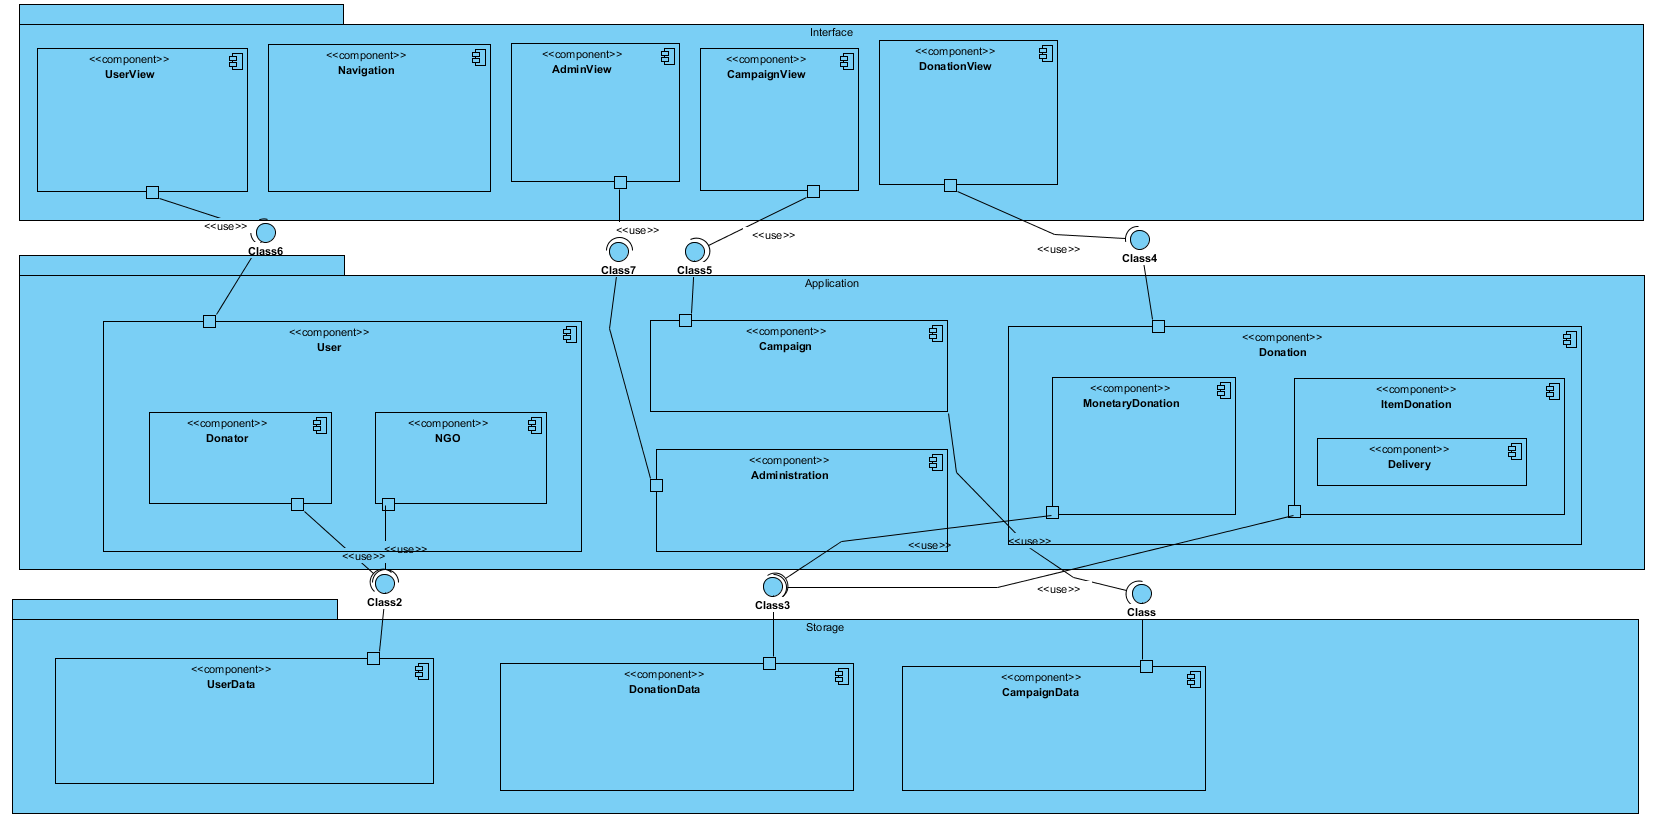 Interface
<<component>>
UserView
<<component>>
Navigation
<<component>>
AdminView
<<component>>
CampaignView
<<component>>
DonationView
<<use>>
Class6
<<use>>
Class7
<<use>>
Class5
<<use>>
Class4
Application
<<component>>
User
<<component>>
Donator
<<component>>
NGO
<<component>>
Campaign
<<component>>
Administration
<<component>>
Donation
<<component>>
MonetaryDonation
<<component>>
ItemDonation
<<component>>
Delivery
<<use>>
<<use>>
Class2
<<use>>
<<use>>
Class3
<<use>>
Class
Storage
<<component>>
UserData
<<component>>
DonationData
<<component>>
CampaignData